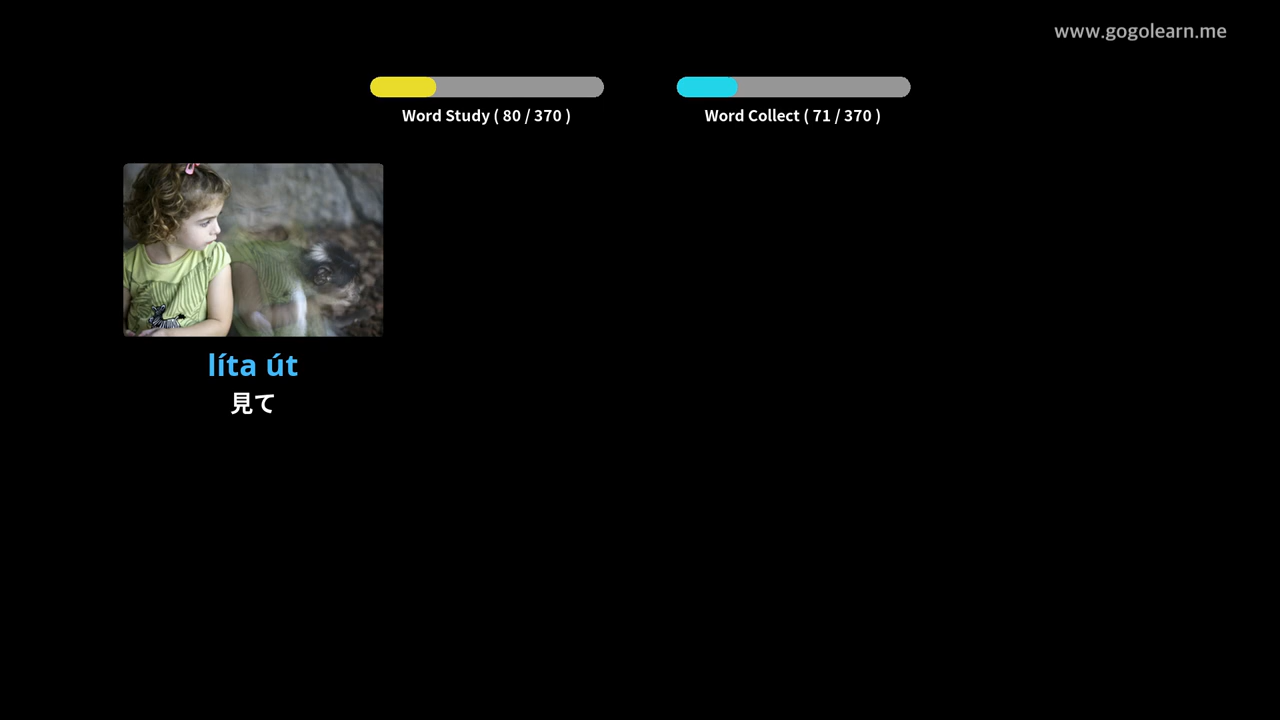 www.gogolearn.me
Word Study ( 80 / 370 )
Word Collect ( 71 / 370 )
líta út
見て